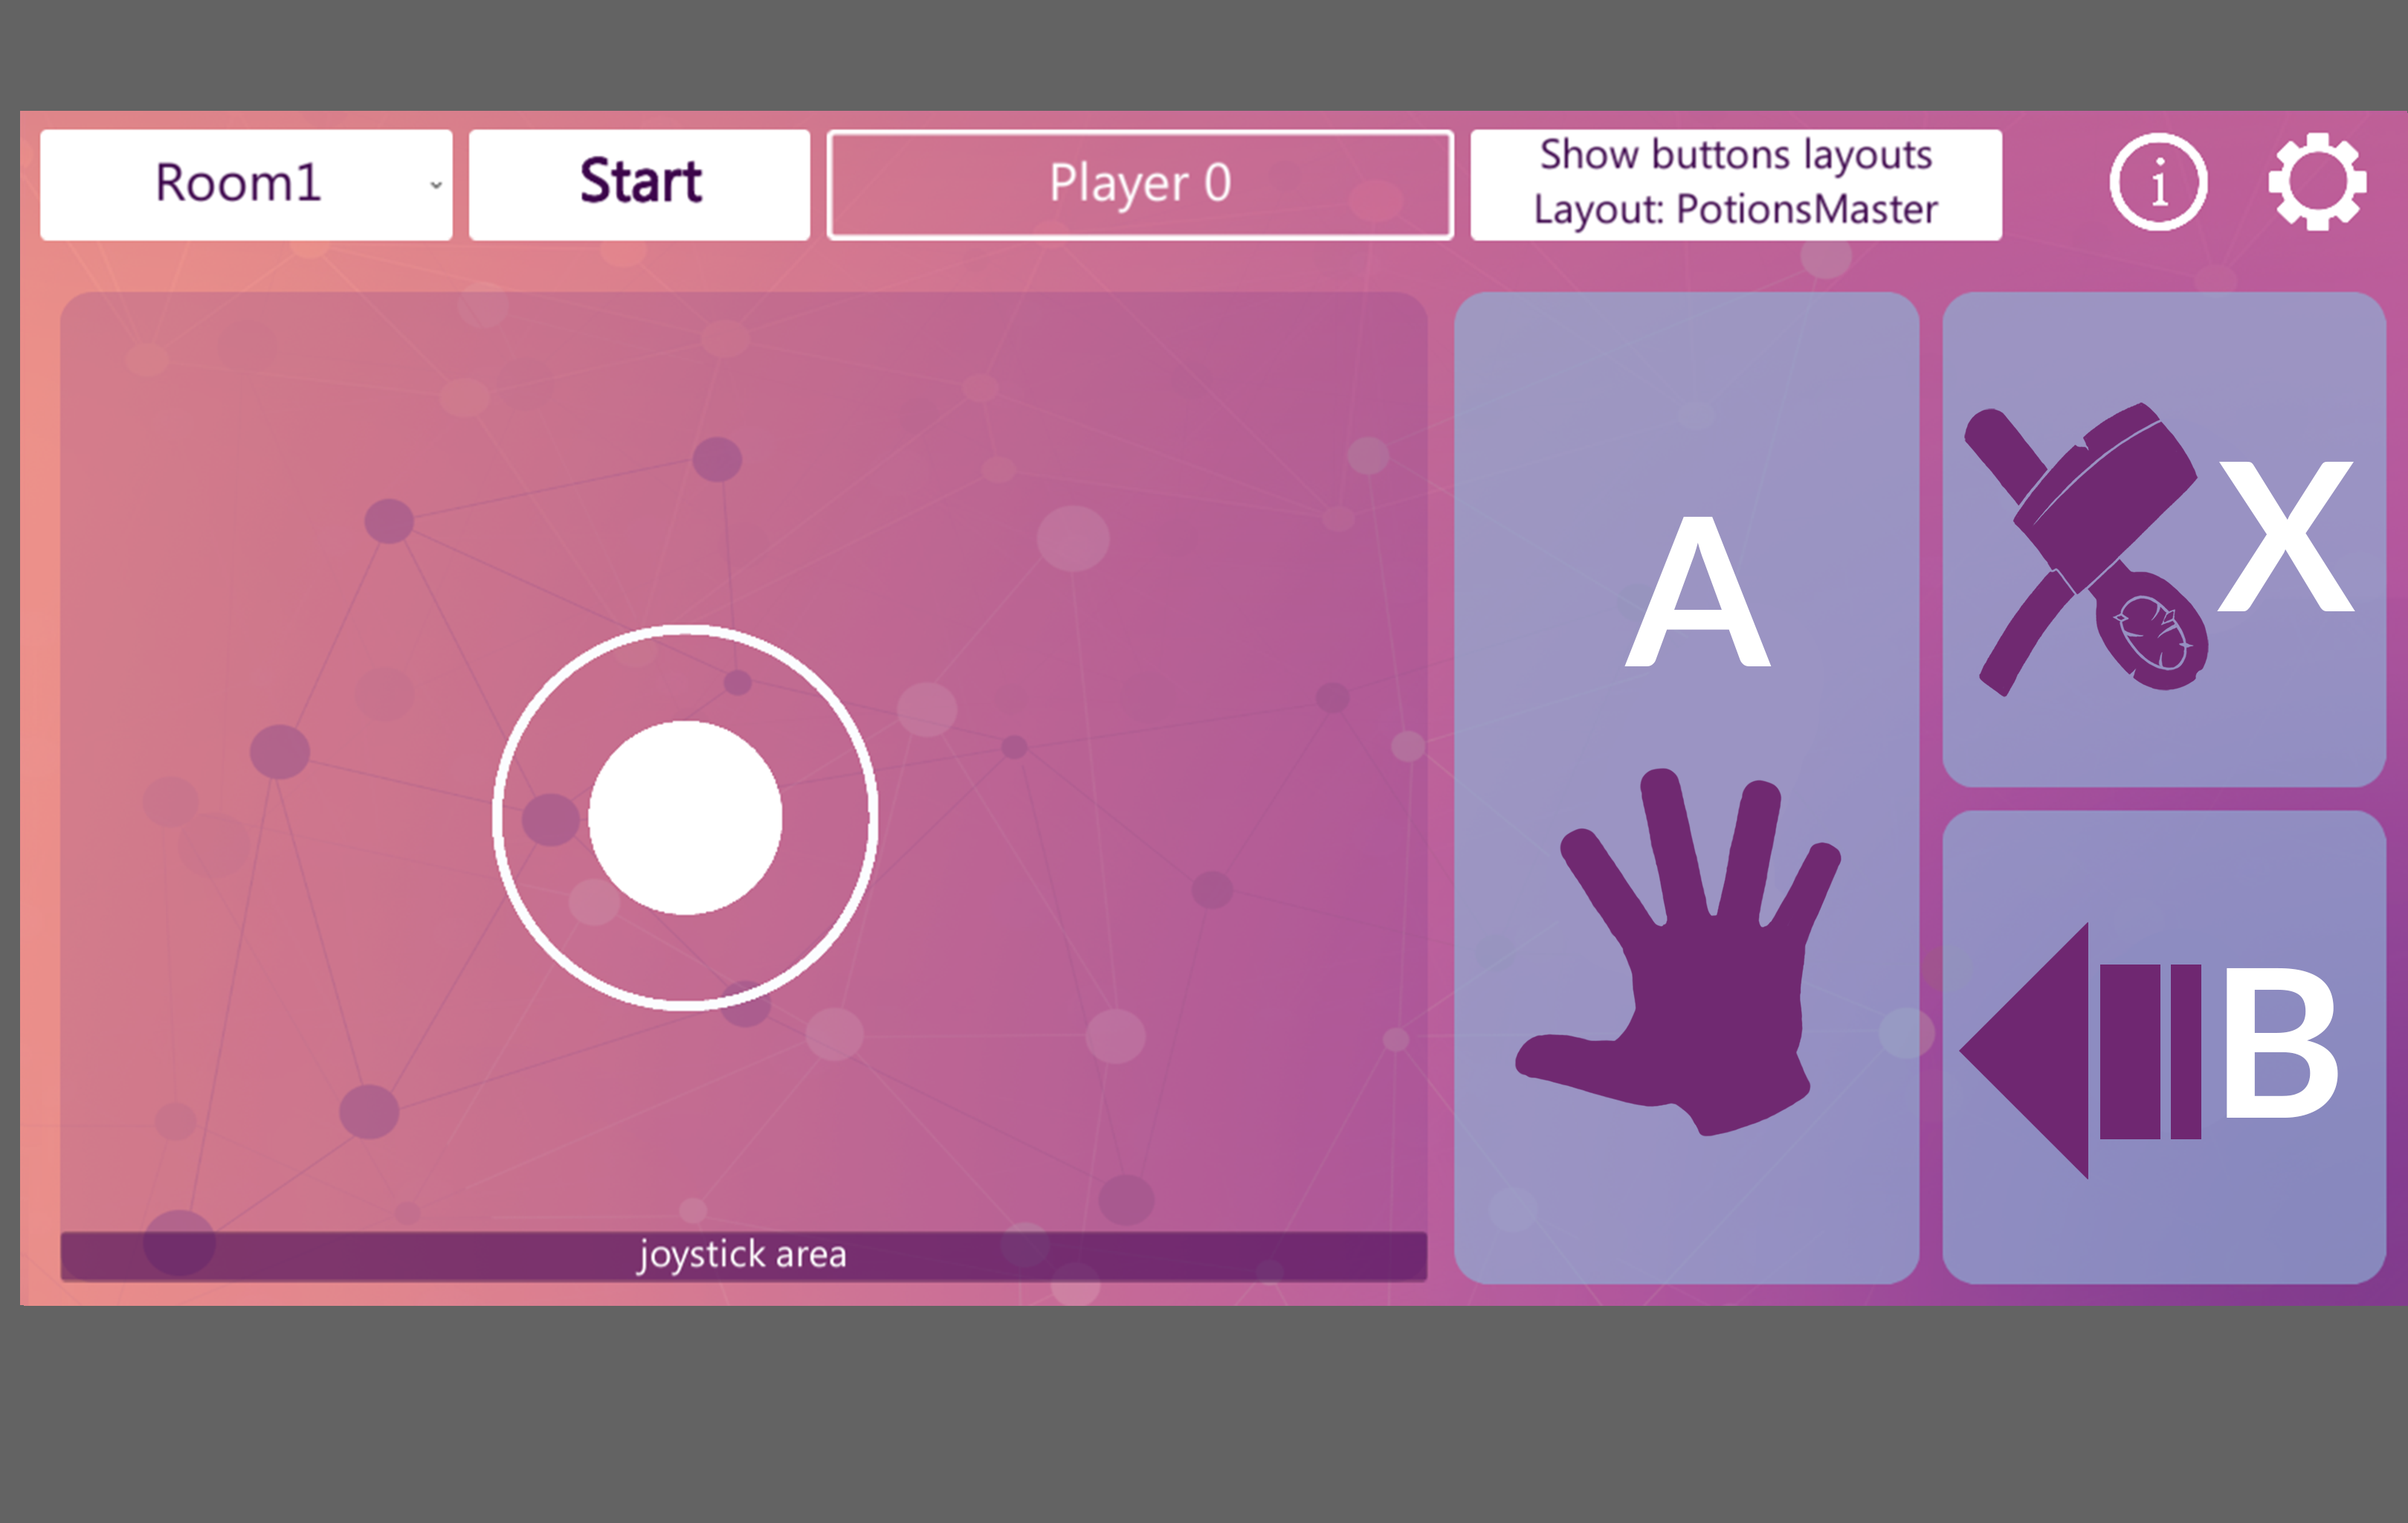 Room1
Start
Player 0
Show buttons layouts
Layout: PotionsMaster
i
A
X
B
joystick area